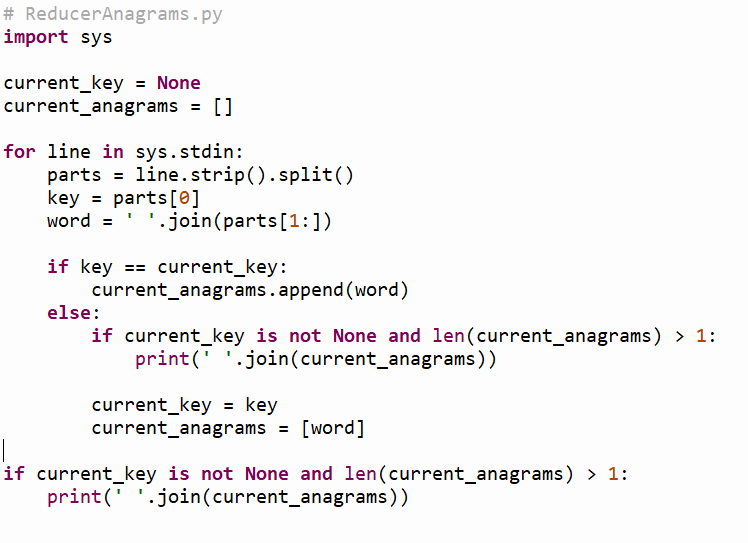 # ReducerAnagrams.py
import sys

current_key = None
current_anagrams = []

for line in sys.stdin:
    parts = line.strip().split()
    key = parts[0]
    word = ' '.join(parts[1:])

    if key == current_key:
        current_anagrams.append(word)
    else:
        if current_key is not None and len(current_anagrams) > 1:
            print(' '.join(current_anagrams))

        current_key = key
        current_anagrams = [word]

if current_key is not None and len(current_anagrams) > 1:
    print(' '.join(current_anagrams))